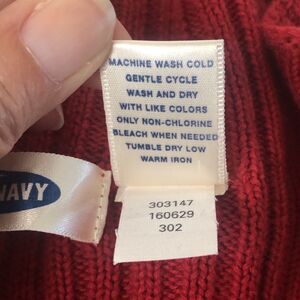 MACHINE WASH COLD
GENTLE CYCLE
WASH AND DRY
WITH LIKE COLORS
ONLY NON-CHLORINE
BLEACH WHEN NEEDED
TUMBLE DRY LOW
WARM IRON
NAVY
303147
160629
302